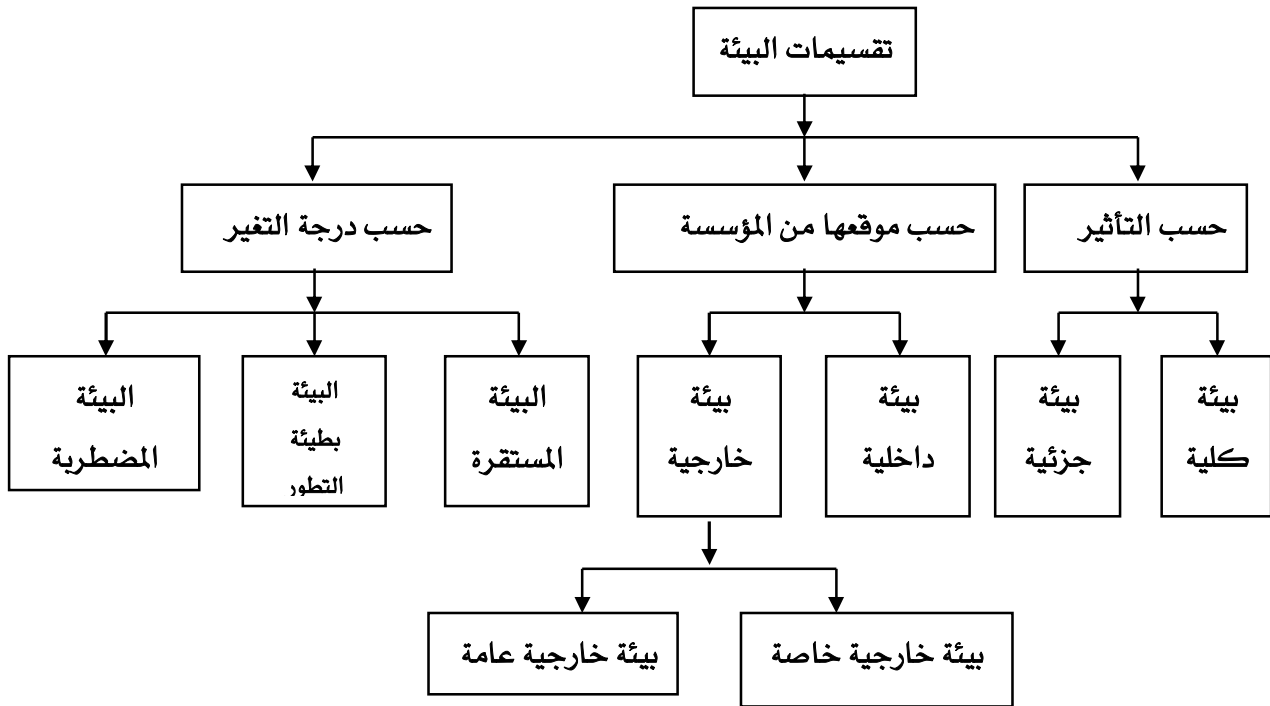 تقسيمات البيئة
حسب التأثير
حسب موقعها من المؤسسة
حسب درجة التغير
بيئة
كلية
بيئة
جزئية
بيئة
داخلية
بيئة
خارجية
البيئة
المستقرة
البيئة
بطيئة
التطور
البيئة
المضطربة
بيئة خارجية خاصة
بيئة خارجية عامة